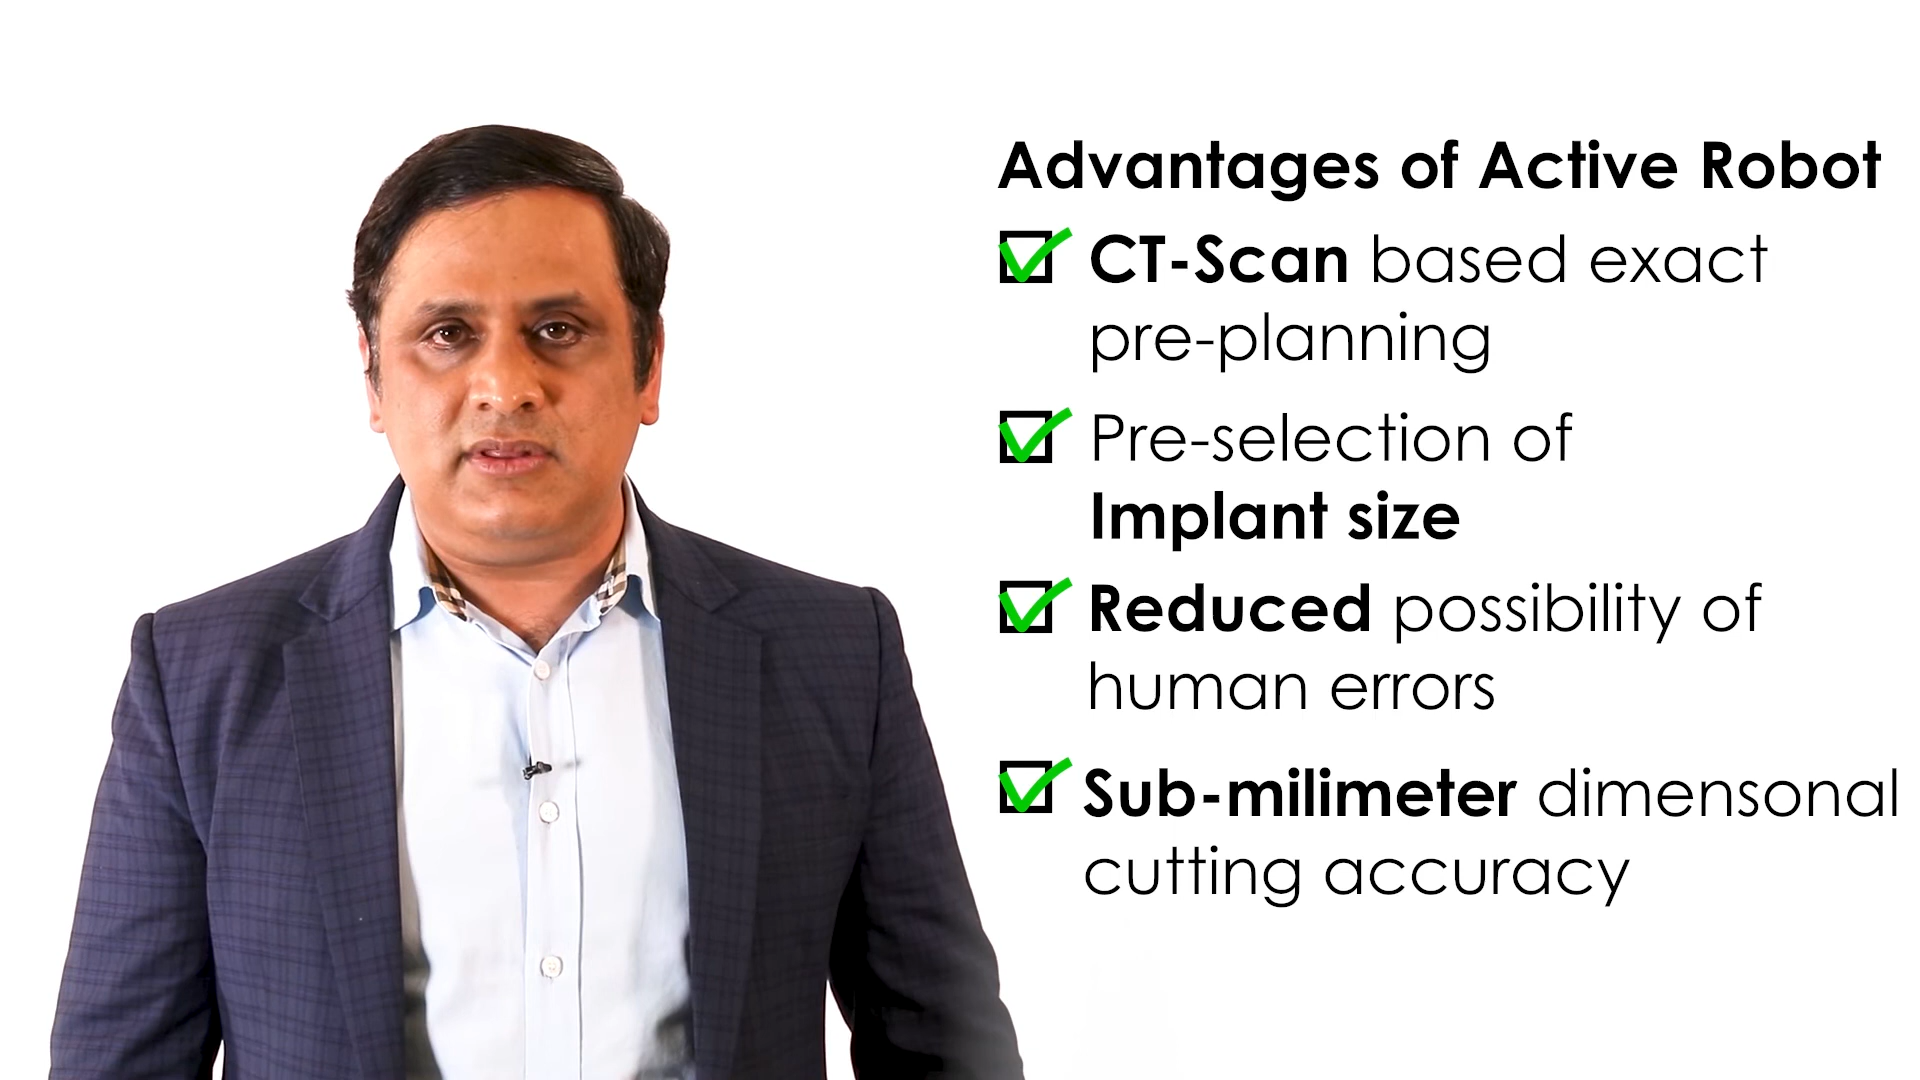 Advantages of Active Robot
CT-Scan based exact
pre-planning
Pre-selection of
Implant size
Reduced possibility of
human errors
Sub-milimeter dimensonal
cutting accuracy